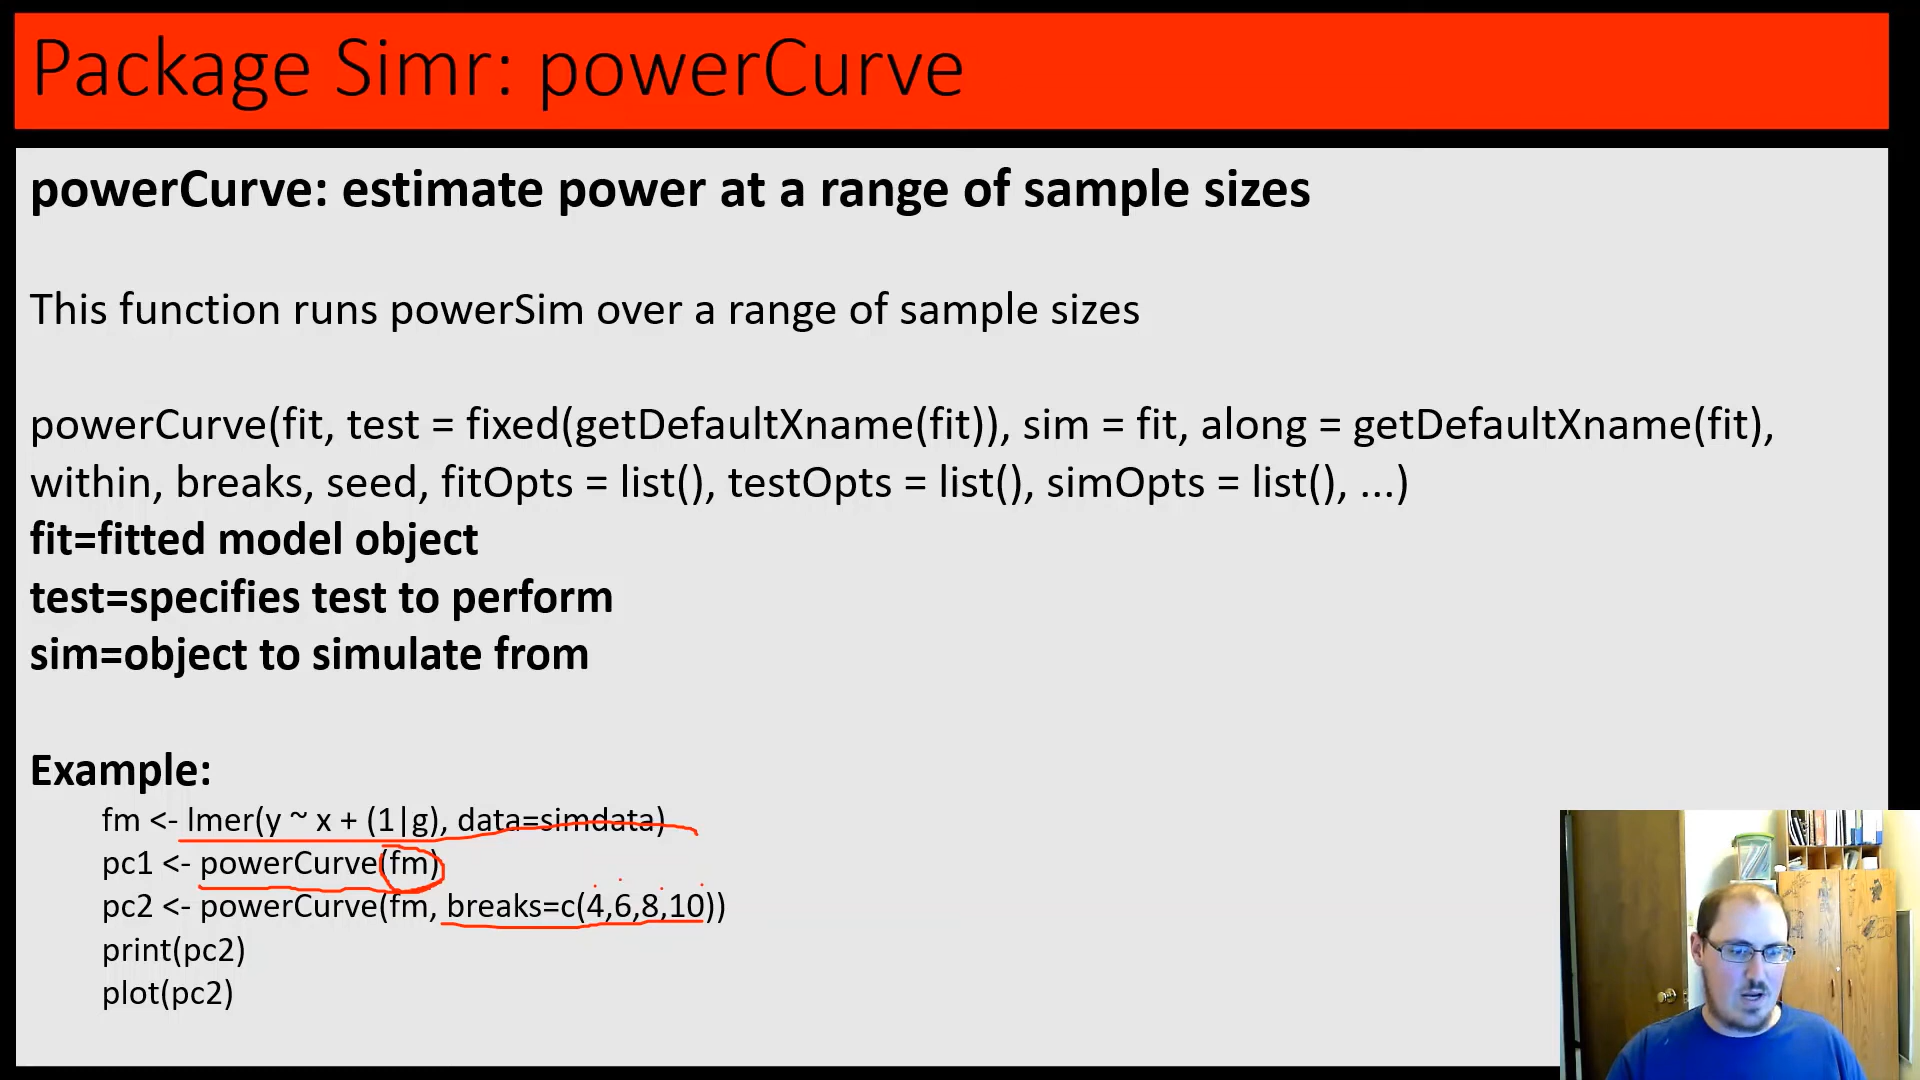 Package Simr: powerCurve
powerCurve: estimate power at a range of sample sizes
This function runs powerSim over a range of sample sizes
powerCurve(fit, test = fixed(getDefaultXname(fit)), sim = fit, along = getDefaultXname(fit),
within, breaks, seed, fitOpts = list(), testOpts = list(), simOpts = list(), ...)
fit=fitted model object
test=specifies test to perform
sim=object to simulate from
Example:
fm <- lmer(y ~ x + (1|g), data=simdata)
pc1 <- powerCurve(fm)
pc2 <- powerCurve(fm, breaks=c(4,6,8,10))
print(pc2)
plot(pc2)